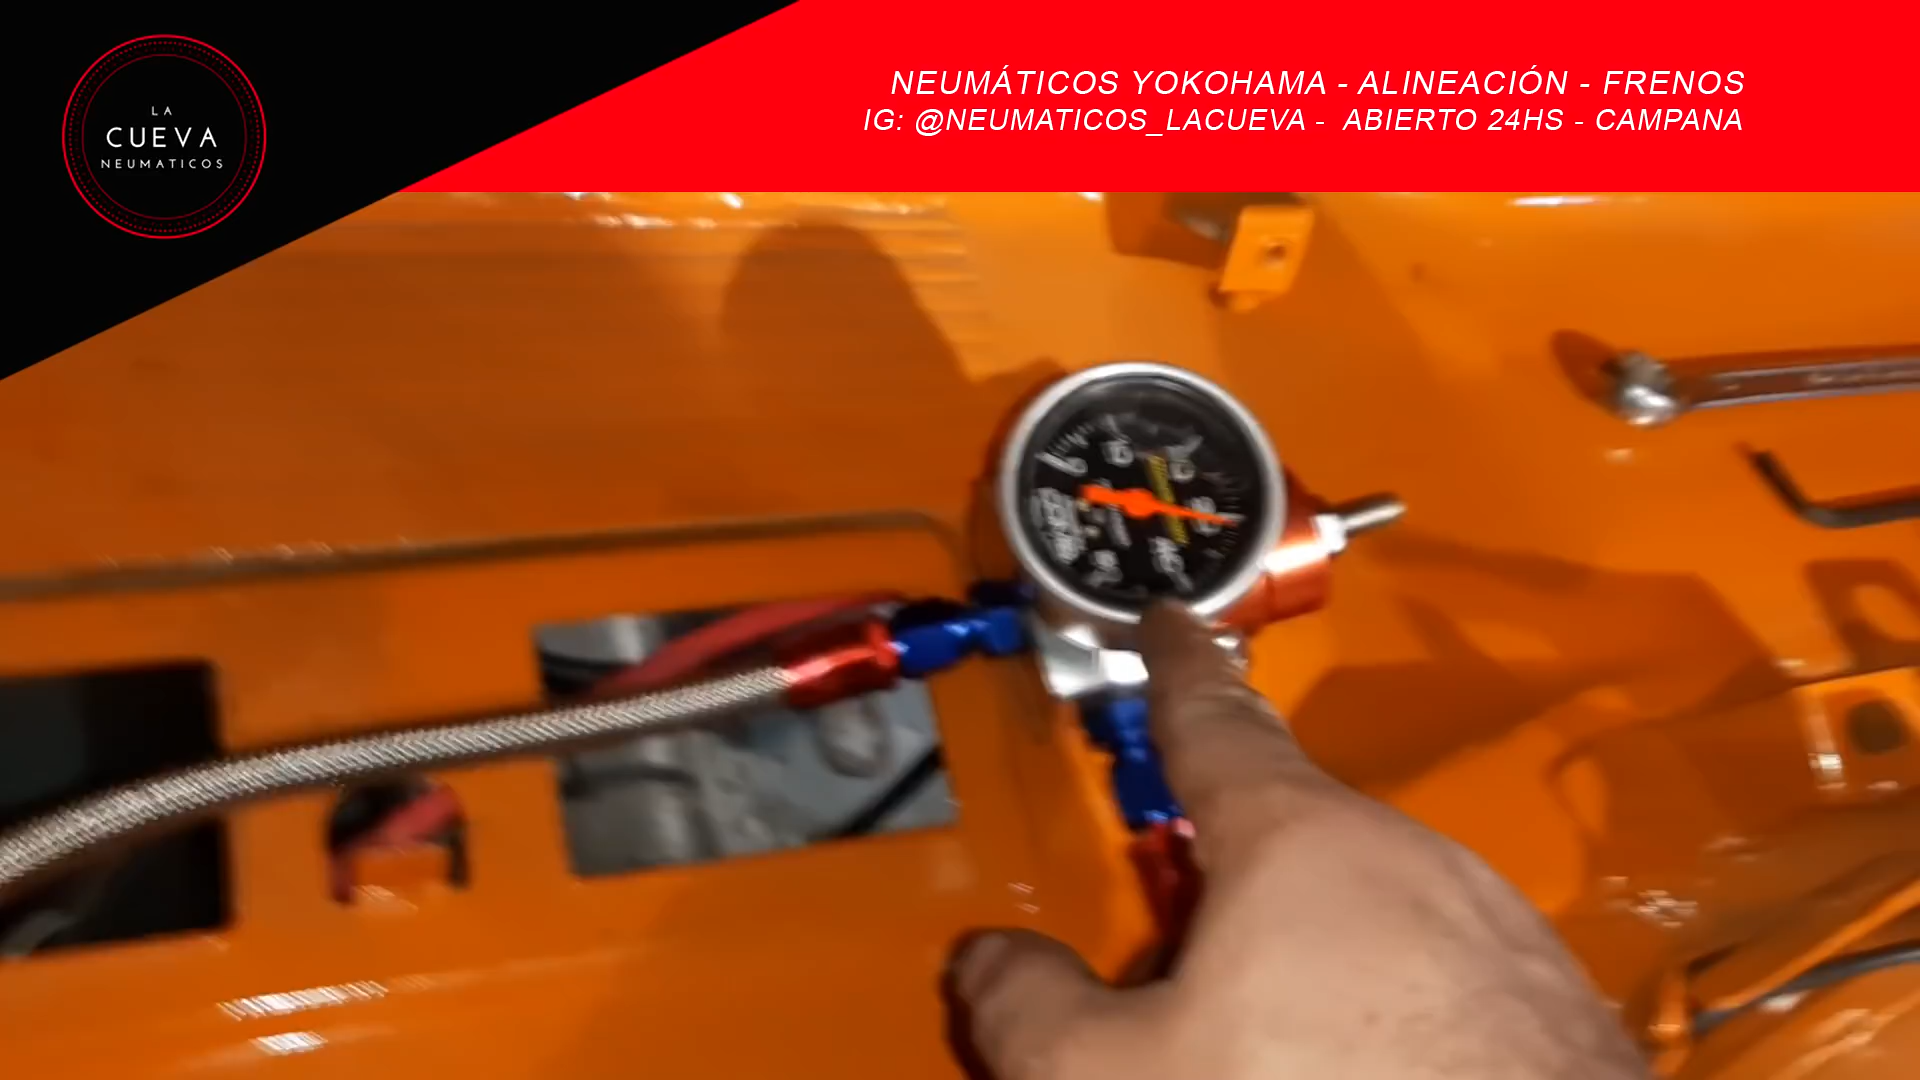 LA
CUEVA
NEUMATICOS
NEUMÁTICOS YOKOHAMA - ALINEACIÓN - FRENOS
IG: @NEUMATICOS_LACUEVA - ABIERTO 24HS - CAMPANA